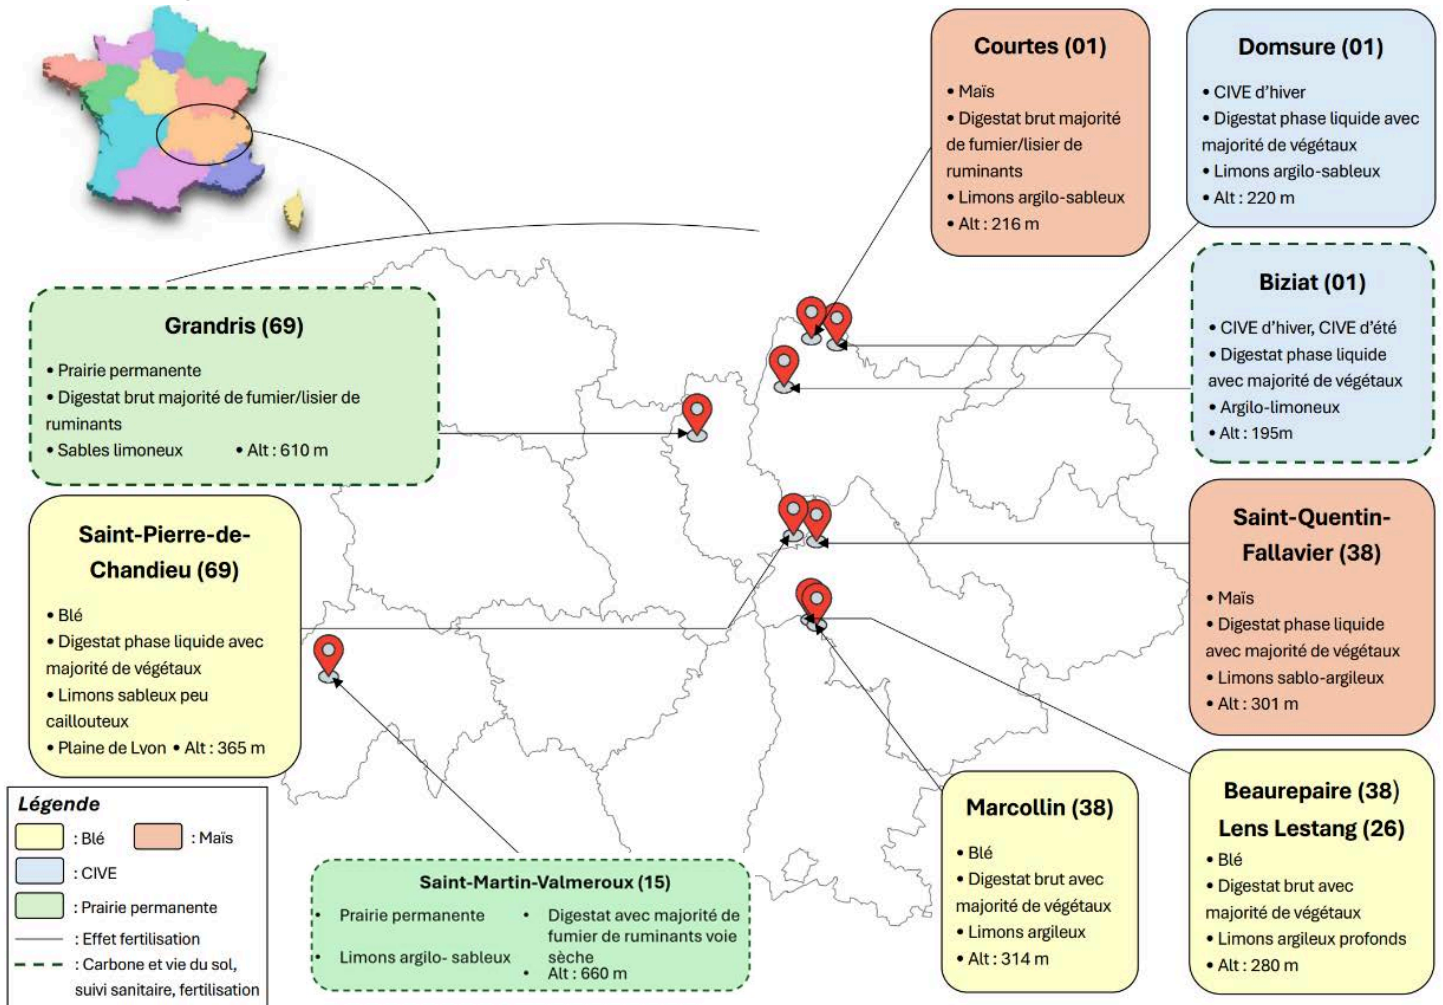 Courtes (01)
• Maïs
• Digestat brut majorité
de fumier/lisier de
ruminants
• Limons argilo-sableux
• Alt : 216 m
Domsure (01)
• CIVE d'hiver
• Digestat phase liquide avec
majorité de végétaux
• Limons argilo-sableux
• Alt : 220 m
Biziat (01)
• CIVE d'hiver, CIVE d'été
• Digestat phase liquide
avec majorité de végétaux
• Argilo-limoneux
• Alt : 195m
Grandris (69)
• Prairie permanente
• Digestat brut majorité de fumier/lisier de
ruminants
• Sables limoneux • Alt : 610 m
Saint-Pierre-de-
Chandieu (69)
• Blé
• Digestat phase liquide avec
majorité de végétaux
• Limons sableux peu
caillouteux
• Plaine de Lyon • Alt : 365 m
Saint-Quentin-
Fallavier (38)
• Maïs
• Digestat phase liquide
avec majorité de végétaux
• Limons sablo-argileux
• Alt : 301 m
Légende
: Blé : Maïs
: CIVE
: Prairie permanente
: Effet fertilisation
: Carbone et vie du sol,
suivi sanitaire, fertilisation
Saint-Martin-Valmeroux (15)
• Prairie permanente
• Limons argilo- sableux
• Digestat avec majorité de
fumier de ruminants voie
sèche
• Alt : 660 m
Marcollin (38)
• Blé
• Digestat brut avec
majorité de végétaux
• Limons argileux
• Alt : 314 m
Beaurepaire (38)
Lens Lestang (26)
• Blé
• Digestat brut avec
majorité de végétaux
• Limons argileux profonds
• Alt : 280 m